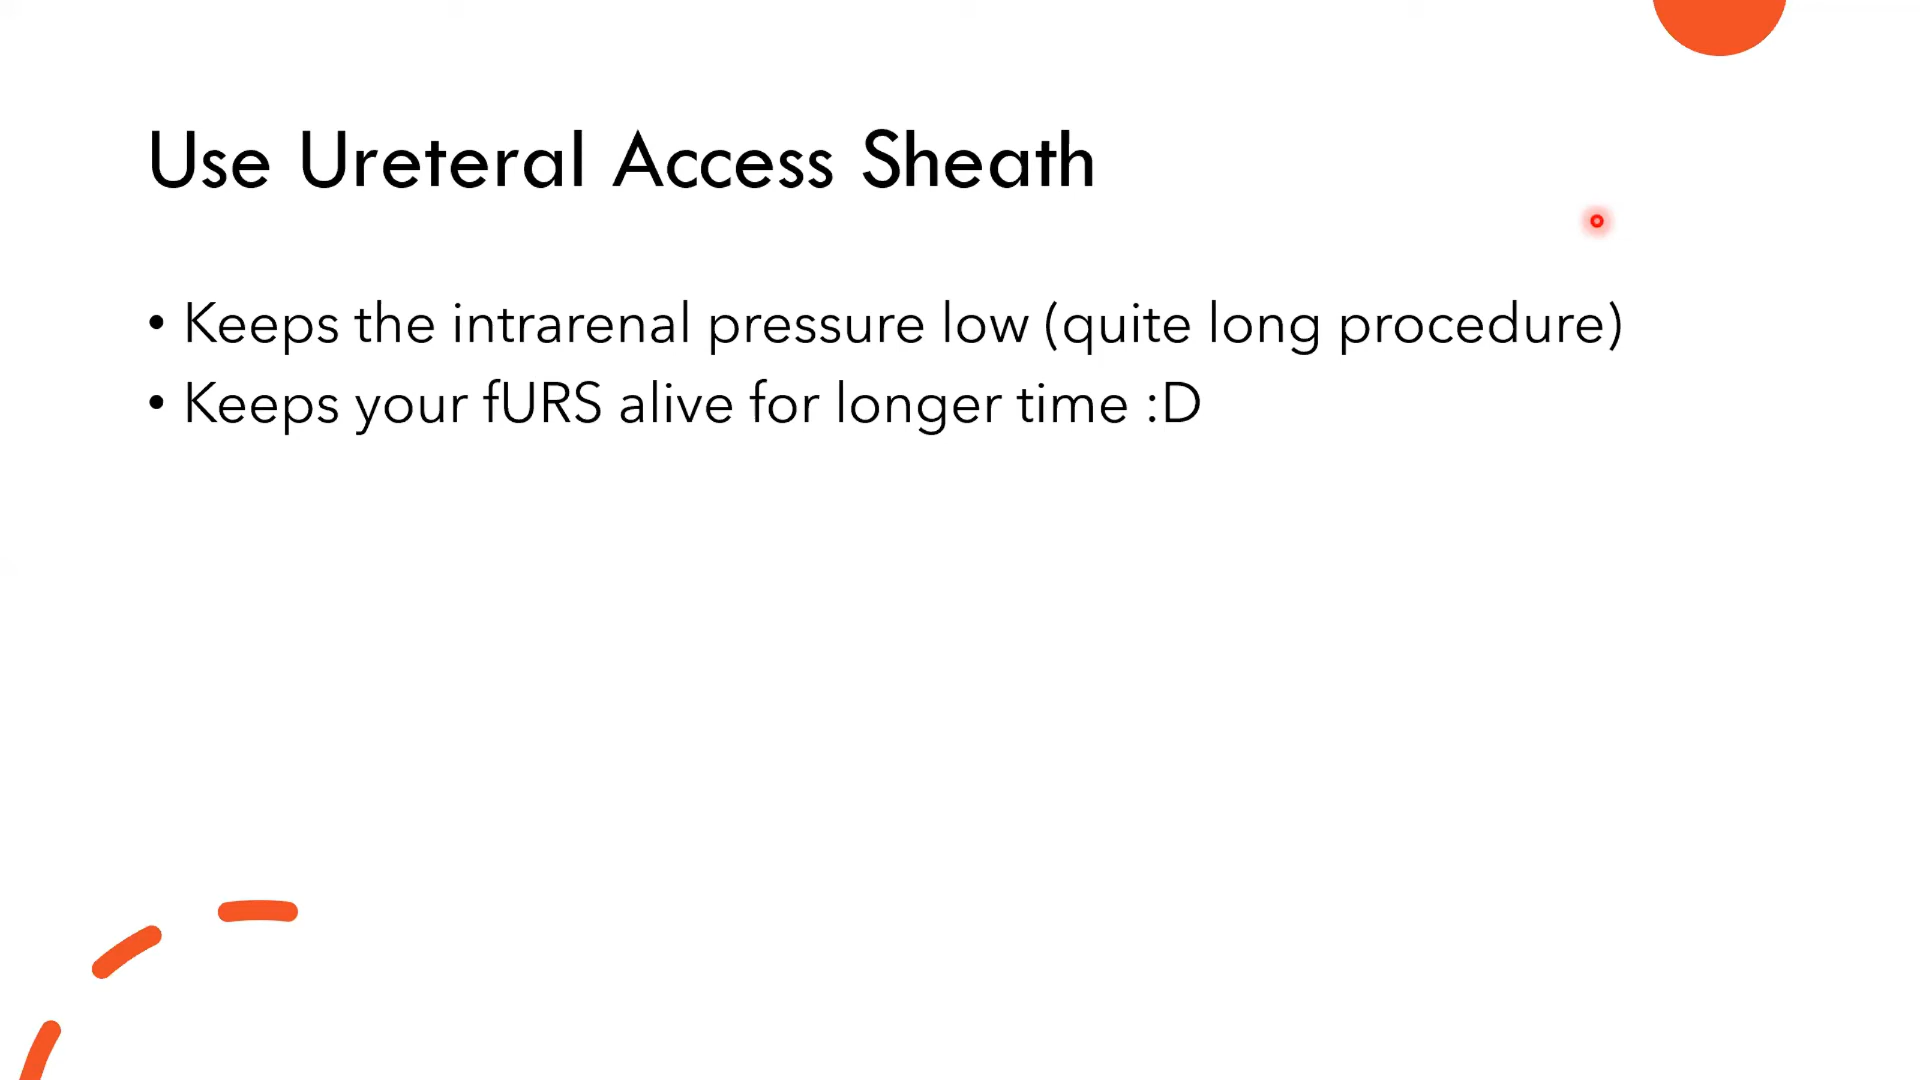 Use Ureteral Access Sheath
• Keeps the intrarenal pressure low (quite long procedure)
• Keeps your fURS alive for longer time :D